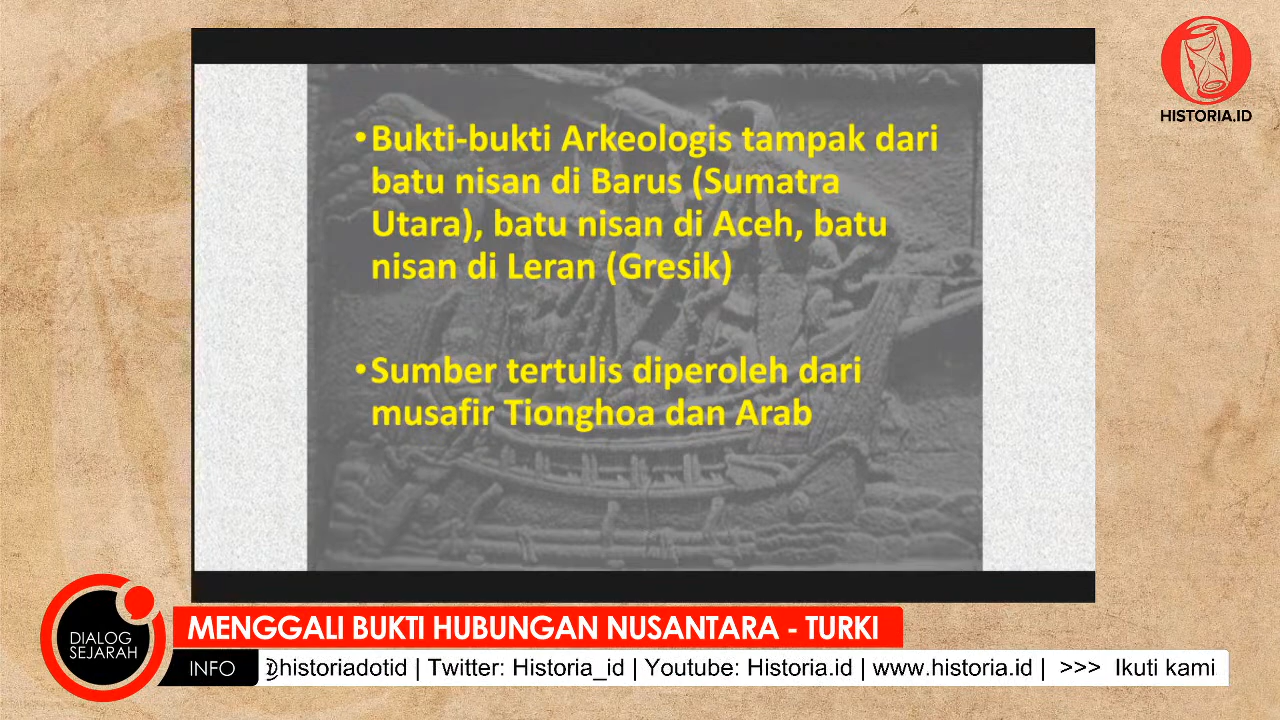 HISTORIA.ID
•Bukti-bukti Arkeologis tampak dari
batu nisan di Barus (Sumatra
Utara), batu nisan di Aceh, batu
nisan di Leran (Gresik)
•Sumber tertulis diperoleh dari
musafir Tionghoa dan Arab
DIALOG
SEJARAH
MENGGALI BUKTI HUBUNGAN NUSANTARA - TURKI
INFO
@historiadotid | Twitter: Historia_id | Youtube: Historia.id | www.historia.id | >>> Ikuti kami